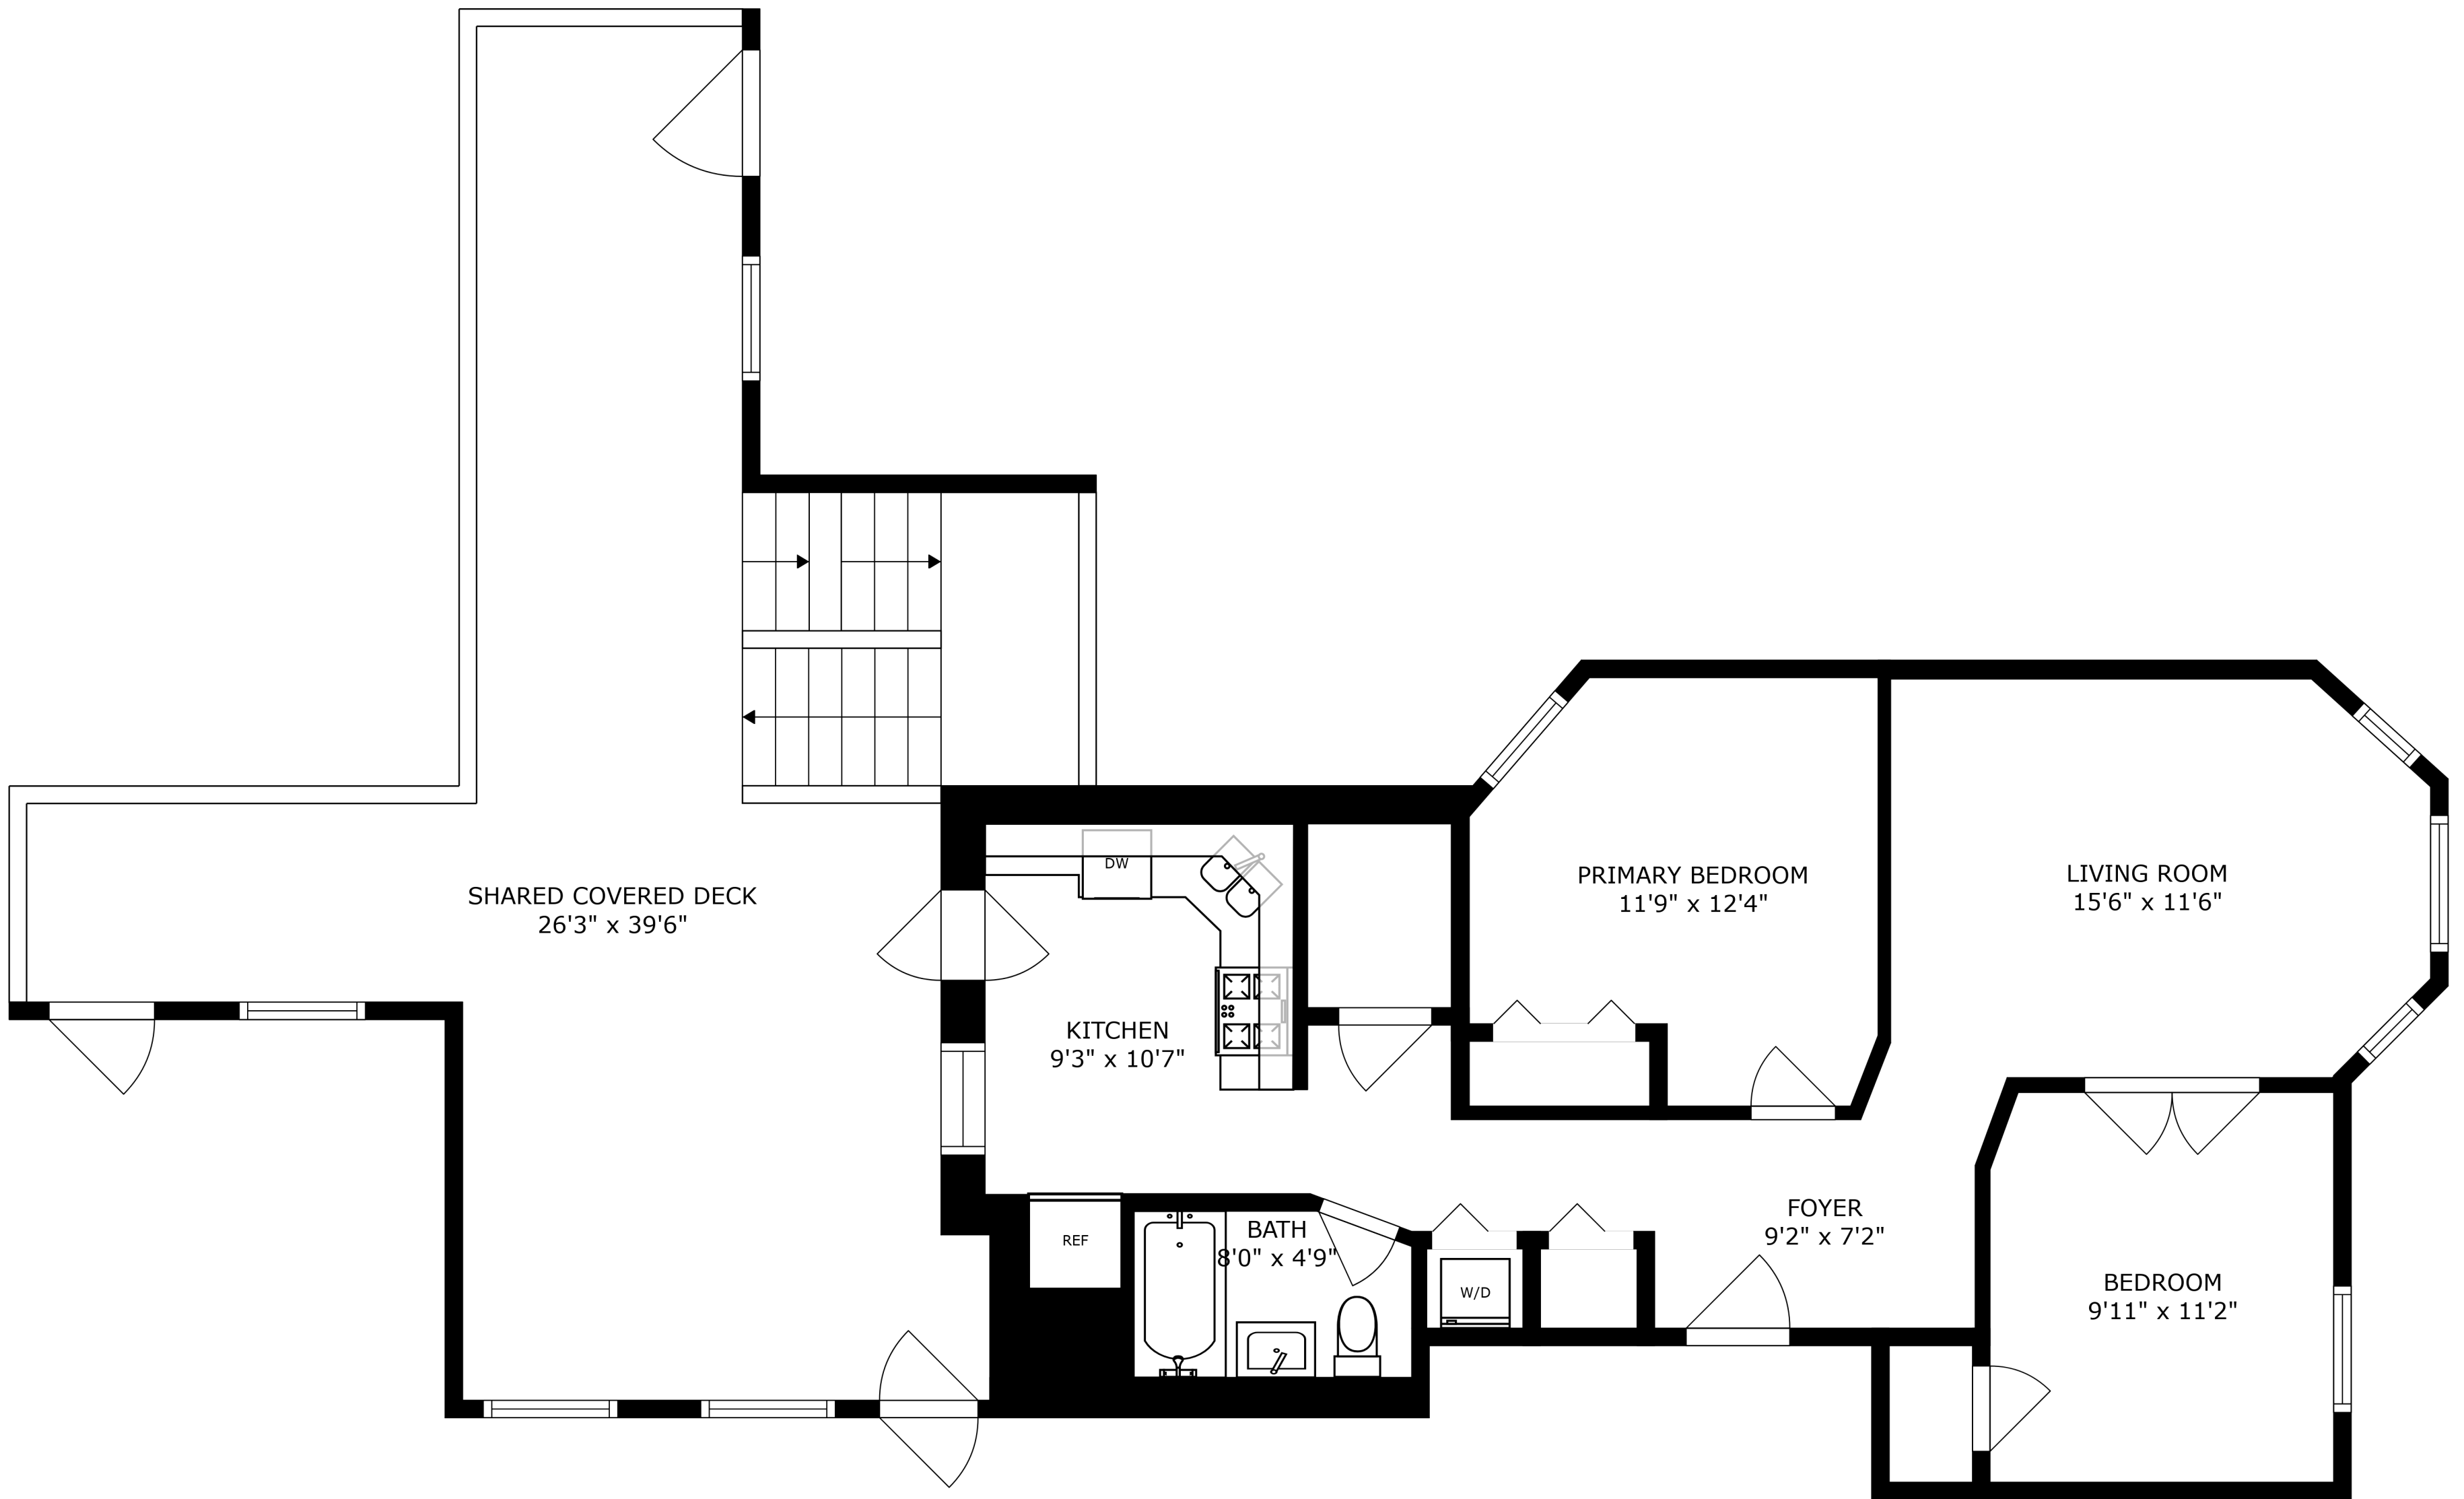 DW
SHARED COVERED DECK
26'3" x 39'6"
PRIMARY BEDROOM
11'9" x 12'4"
LIVING ROOM
15'6" x 11'6"
KITCHEN
9'3" x 10'7"
REF
BATH
8'0" x 4'9"
W/D
FOYER
9'2" x 7'2"
BEDROOM
9'11" x 11'2"